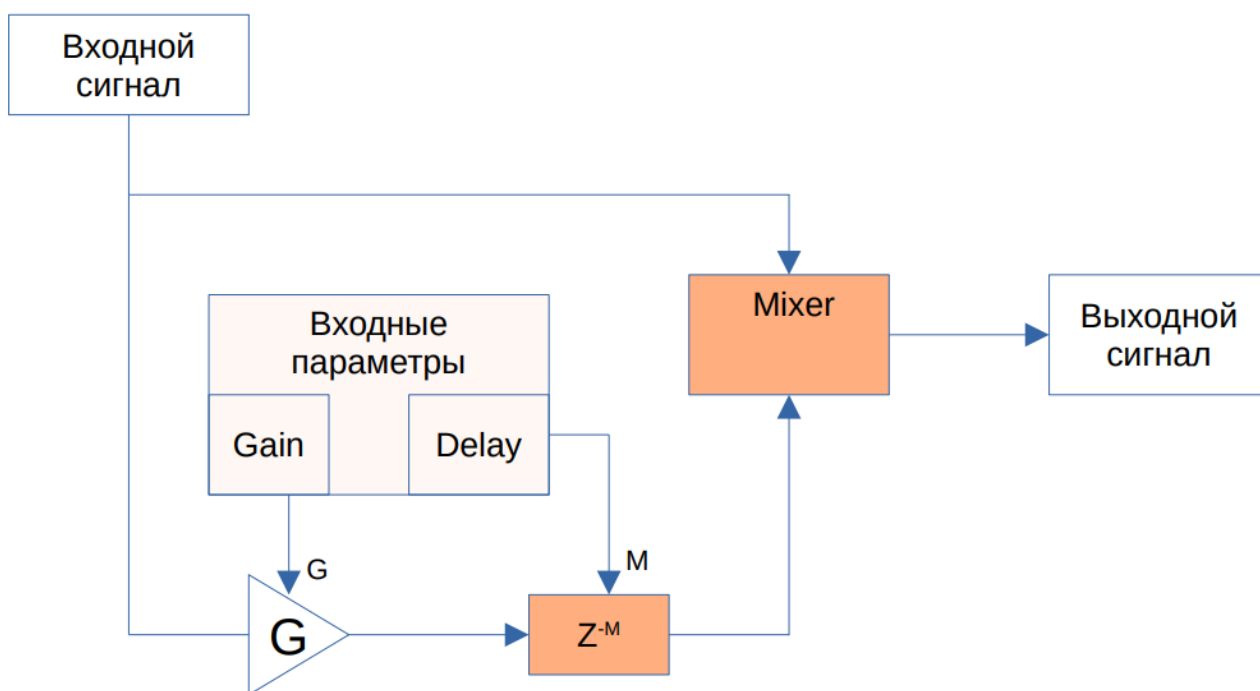 Входной
сигнал
Входные
параметры
Gain
Delay
G
M
G
Z-M
Mixer
Выходной
сигнал